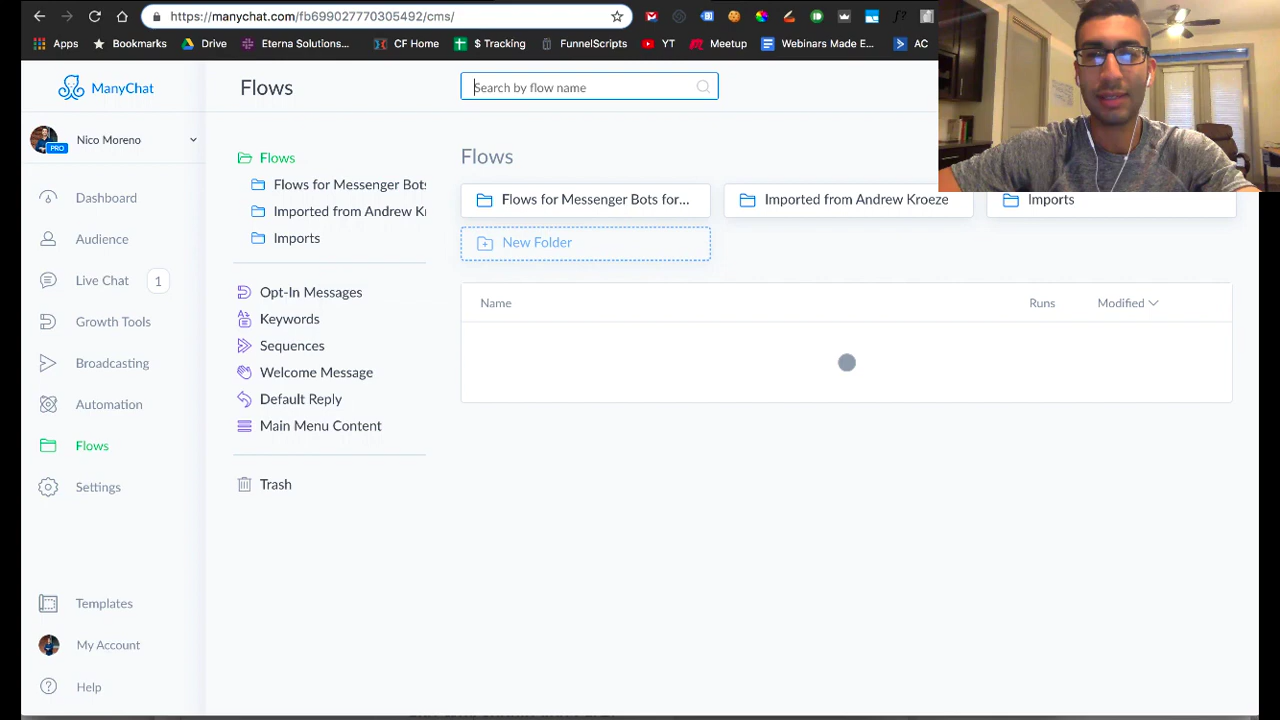 https://manychat.com/fb699027770305492/cms/
f?
Apps
Bookmarks
Drive
Eterna Solutions...
CF Home
$ Tracking
FunnelScripts
YT
Meetup
Webinars Made E...
AC
ManyChat
Flows
Search by flow name
Nico Moreno
PRO
Dashboard
Audience
Live Chat
1
Growth Tools
Broadcasting
Automation
Flows
Settings
Templates
My Account
Help
Flows
Flows for Messenger Bots
Imported from Andrew Kr
Imports
Opt-In Messages
Keywords
Sequences
Welcome Message
Default Reply
Main Menu Content
Trash
Flows
Flows for Messenger Bots for...
Imported from Andrew Kroeze
Imports
New Folder
Name
Runs
Modified